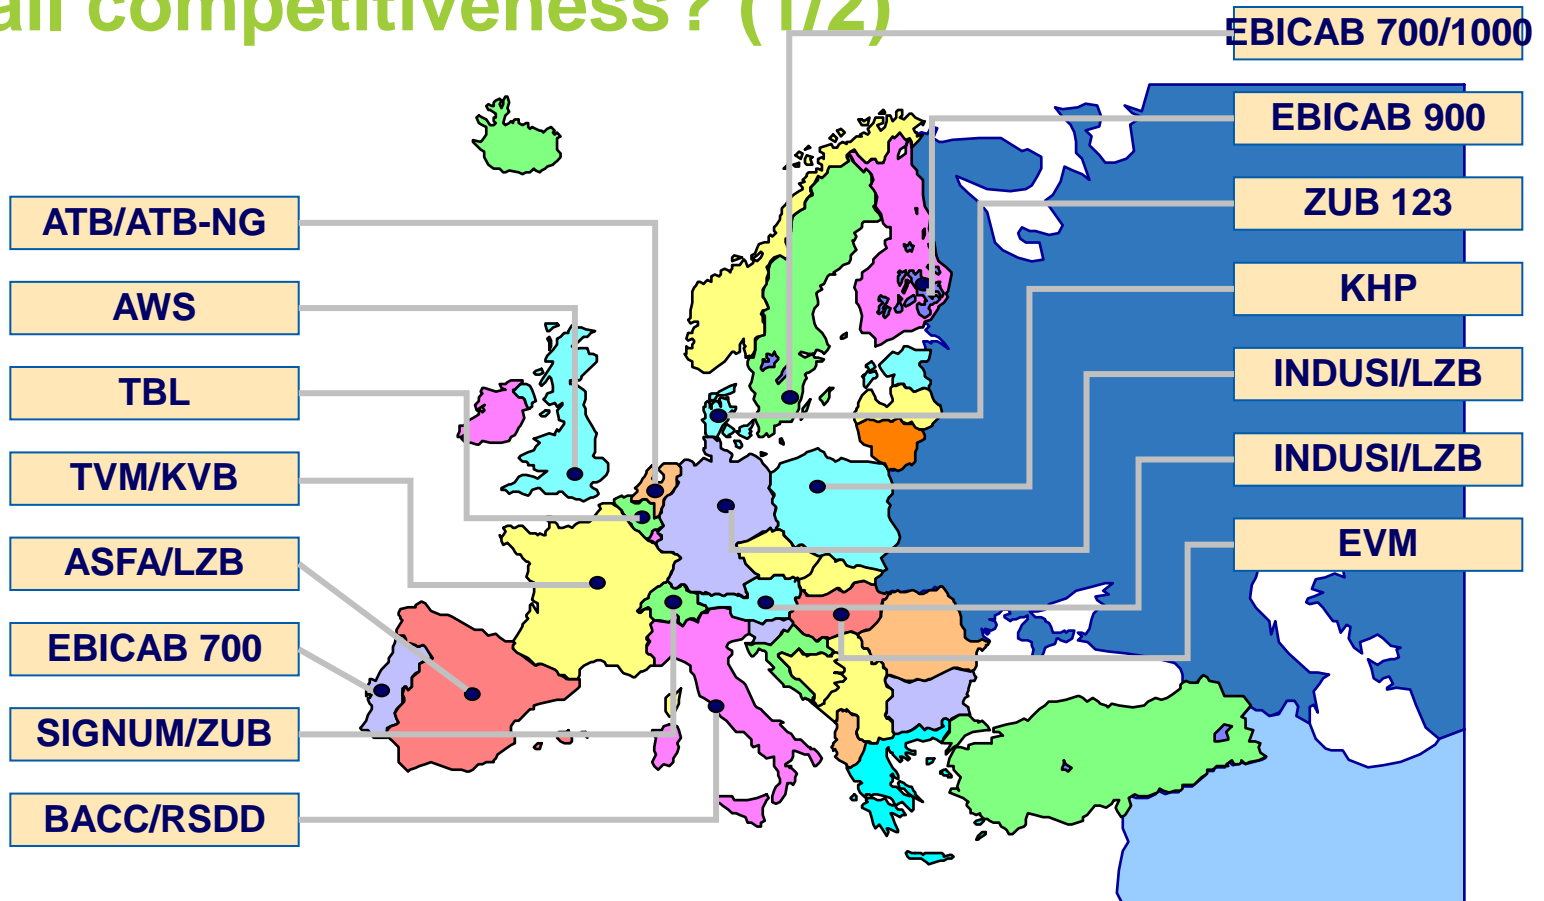 ail competitiveness? (1/2)
EBICAB 700/1000
EBICAB 900
ZUB 123
KHP
INDUSI/LZB
INDUSI/LZB
EVM
ATB/ATB-NG
AWS
TBL
TVM/KVB
ASFA/LZB
EBICAB 700
SIGNUM/ZUB
BACC/RSDD